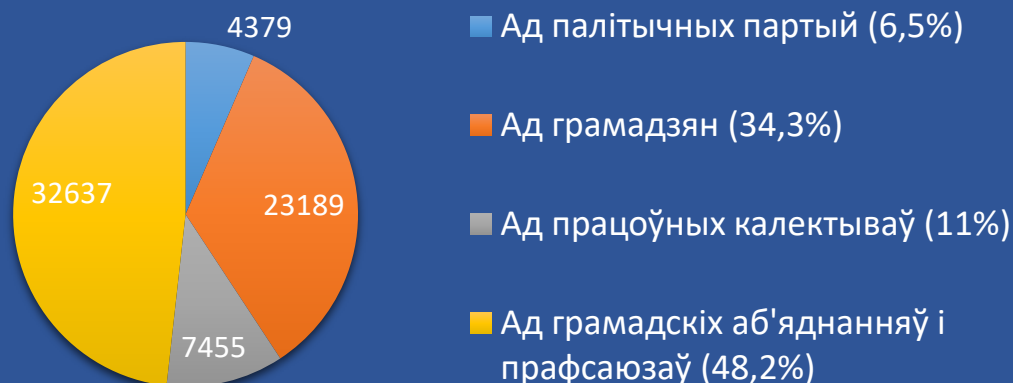 4379
32637
23189
7455
Ад палітычных партый (6,5%)
Ад грамадзян (34,3%)
Ад працоўных калектываў (11%)
Ад грамадскіх аб'яднанняў і
прафсаюзаў (48,2%)